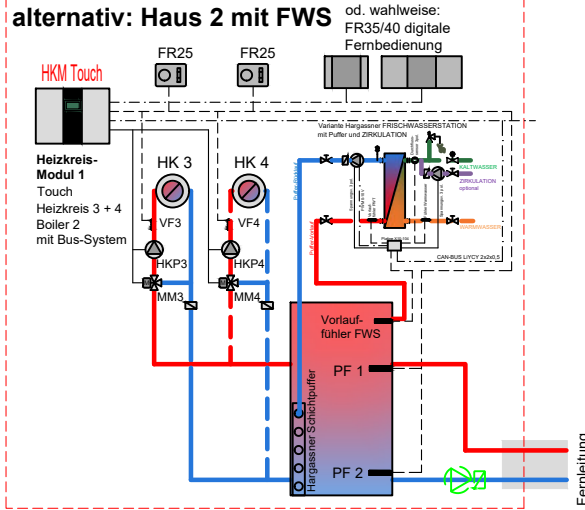 alternativ: Haus 2 mit FWS
od. wahlweise:
FR35/40 digitale
Fernbedienung
FR25
FR25
HKM Touch
Heizkreis-
Modul 1
Touch
Heizkreis 3 + 4
Boiler 2
mit Bus-System
HK 3
HK 4
VF3
VF4
HKP3
HKP4
M
M
MM3
MM4
Variante Hargassner FRISCHWASSERSTATION
mit Puffer und ZIRKULATION
KALTWASSER
ZIRKULATION
optional
WARMWASSER
CAN-BUS LIYCY 2x2x0,5
Puffer Vorlauf
Vorlauf-
fühler FWS
PF 1
PF 2
Hargassner Schichtpuffer
Fernleitung